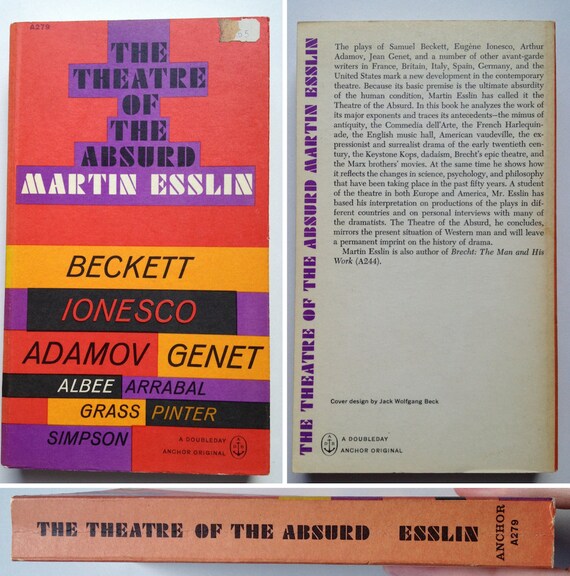 A279
THE
THEATRE
OF
THE
ABSURD
MARTIN ESSLIN
BECKETT
IONESCO
ADAMOV GENET
ALBEE ARRABAL
GRASS PINTER
SIMPSON
A DOUBLEDAY
ANCHOR ORIGINAL
THE THEATRE OF THE ABSURD MARTIN ESSLIN
The plays of Samuel Beckett, Eugène Ionesco, Arthur
Adamov, Jean Genet, and a number of other avant-garde
writers in France, Britain, Italy, Spain, Germany, and the
United States mark a new development in the contemporary
theatre. Because its basic premise is the ultimate absurdity
of the human condition, Martin Esslin has called it the
Theatre of the Absurd. In this book he analyzes the work of
its major exponents and traces its antecedents—the mimus of
antiquity, the Commedia dell'Arte, the French Harlequin-
ade, the English music hall, American vaudeville, the ex-
pressionist and surrealist drama of the early twentieth cen-
tury, the Keystone Kops, dadaism, Brecht's epic theatre, and
the Marx brothers' movies. At the same time he shows how
it reflects the changes in science, psychology, and philosophy
that have been taking place in the past fifty years. A student
of the theatre in both Europe and America, Mr. Esslin has
based his interpretation on productions of the plays in dif-
ferent countries and on personal interviews with many of
the dramatists. The Theatre of the Absurd, he concludes,
mirrors the present situation of Western man and will leave
a permanent imprint on the history of drama.
Martin Esslin is also author of Brecht: The Man and His
Work (A244).
Cover design by Jack Wolfgang Beck
A DOUBLEDAY
ANCHOR ORIGINAL
THE THEATRE OF THE ABSURD ESSLIN
ANCHOR
A279